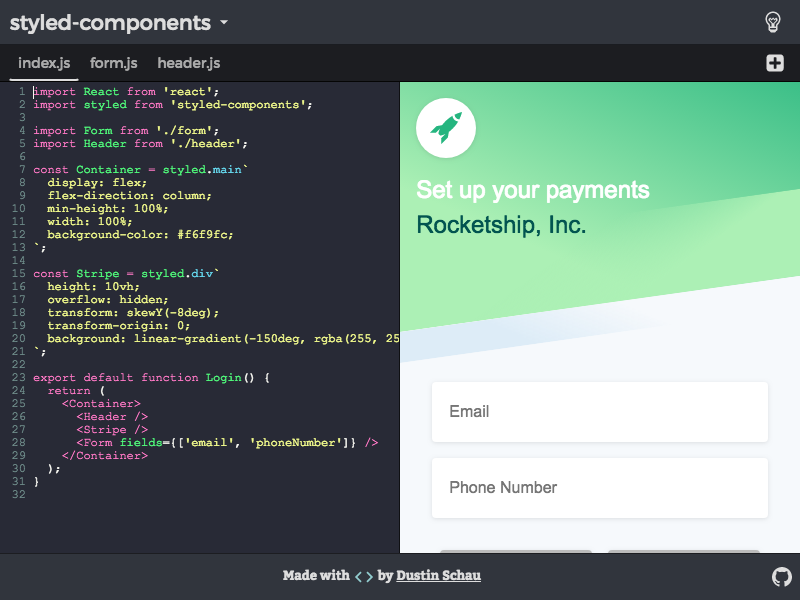 styled-components
index.js form.js header.js
1 import React from 'react';
2 import styled from 'styled-components';
3
4 import Form from './form';
5 import Header from './header';
6
7 const Container = styled.main`
8 display: flex;
9 flex-direction: column;
10 min-height: 100%;
11 width: 100%;
12 background-color: #f6f9fc;
13 `;
14
15 const Stripe = styled.div`
16 height: 10vh;
17 overflow: hidden;
18 transform: skewY(-8deg);
19 transform-origin: 0;
20 background: linear-gradient(-150deg, rgba(255, 25
21 `;
22
23 export default function Login() {
24 return (
25 <Container>
26 <Header />
27 <Stripe />
28 <Form fields={['email', 'phoneNumber']} />
29 </Container>
30 );
31 }
32
Set up your payments
Rocketship, Inc.
Email
Phone Number
Made with <> by Dustin Schau